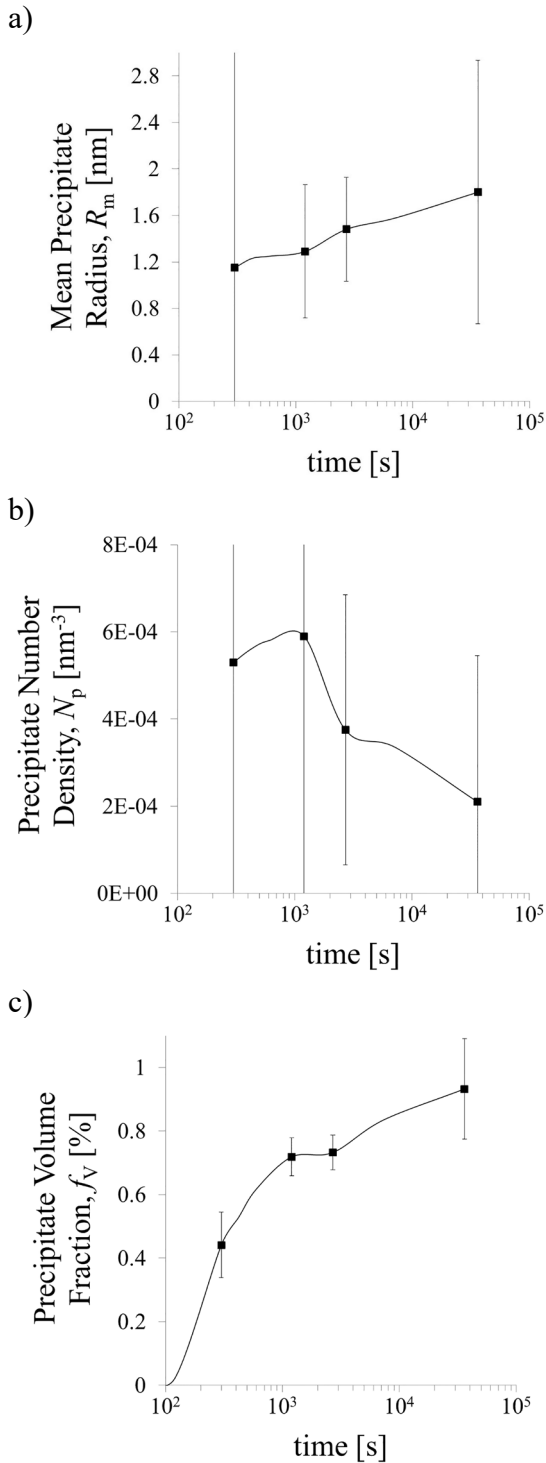 a)
Mean Precipitate
Radius, Rm [nm]
2.8
2.4
2
1.6
1.2
0.8
0.4
0
10²
10³
10⁴
10⁵
time [s]
b)
Precipitate Number
Density, Np [nm⁻³]
8E-04
6E-04
4E-04
2E-04
0E+00
10²
10³
10⁴
10⁵
time [s]
c)
Precipitate Volume
Fraction, fV [%]
1
0.8
0.6
0.4
0.2
0
10²
10³
10⁴
10⁵
time [s]